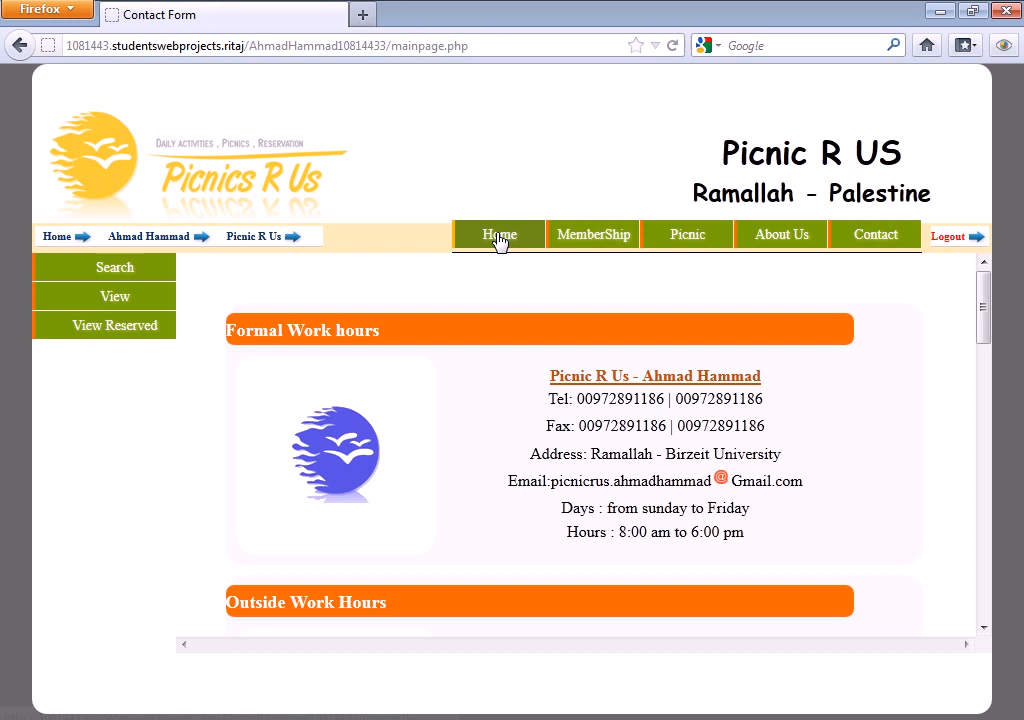 Firefox
Contact Form
1081443.studentswebprojects.ritaj/AhmadHammad10814433/mainpage.php
Google
DAILY ACTIVITIES , PICNICS , RESERVATION
Picnics R Us
Picnic R US
Ramallah - Palestine
Home
Ahmad Hammad
Picnic R Us
Home
MemberShip
Picnic
About Us
Contact
Logout
Search
View
View Reserved
Formal Work hours
Picnic R Us - Ahmad Hammad
Tel: 00972891186 | 00972891186
Fax: 00972891186 | 00972891186
Address: Ramallah - Birzeit University
Email:picnicrus.ahmadhammad@Gmail.com
Days : from sunday to Friday
Hours : 8:00 am to 6:00 pm
Outside Work Hours